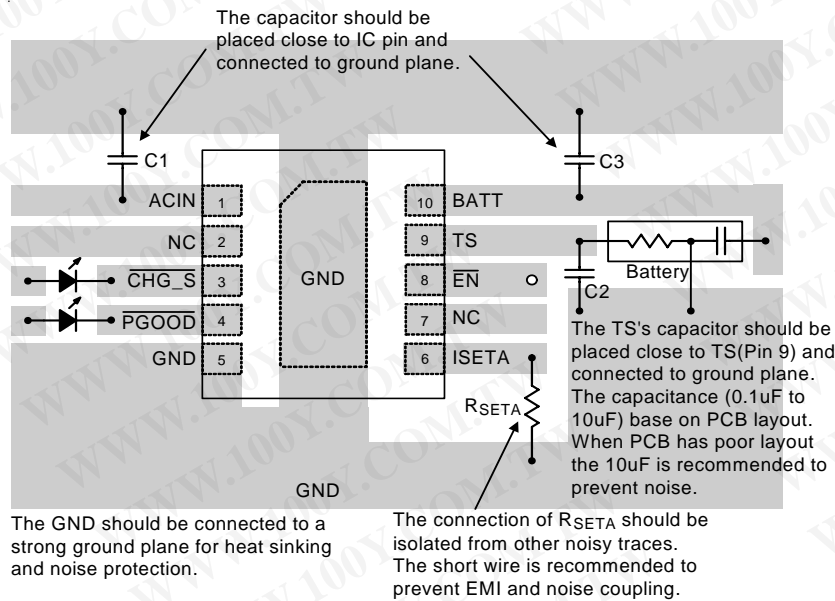 The capacitor should be
placed close to IC pin and
connected to ground plane.
C1
C3
ACIN
1
10
BATT
NC
2
9
TS
CHG_S
3
GND
8
EN
Battery
C2
PGOOD
4
7
NC
GND
5
6
ISETA
RSETA
The TS's capacitor should be
placed close to TS(Pin 9) and
connected to ground plane.
The capacitance (0.1uF to
10uF) base on PCB layout.
When PCB has poor layout
the 10uF is recommended to
prevent noise.
GND
The GND should be connected to a
strong ground plane for heat sinking
and noise protection.
The connection of RSETA should be
isolated from other noisy traces.
The short wire is recommended to
prevent EMI and noise coupling.
WWW.100Y.COM.TW